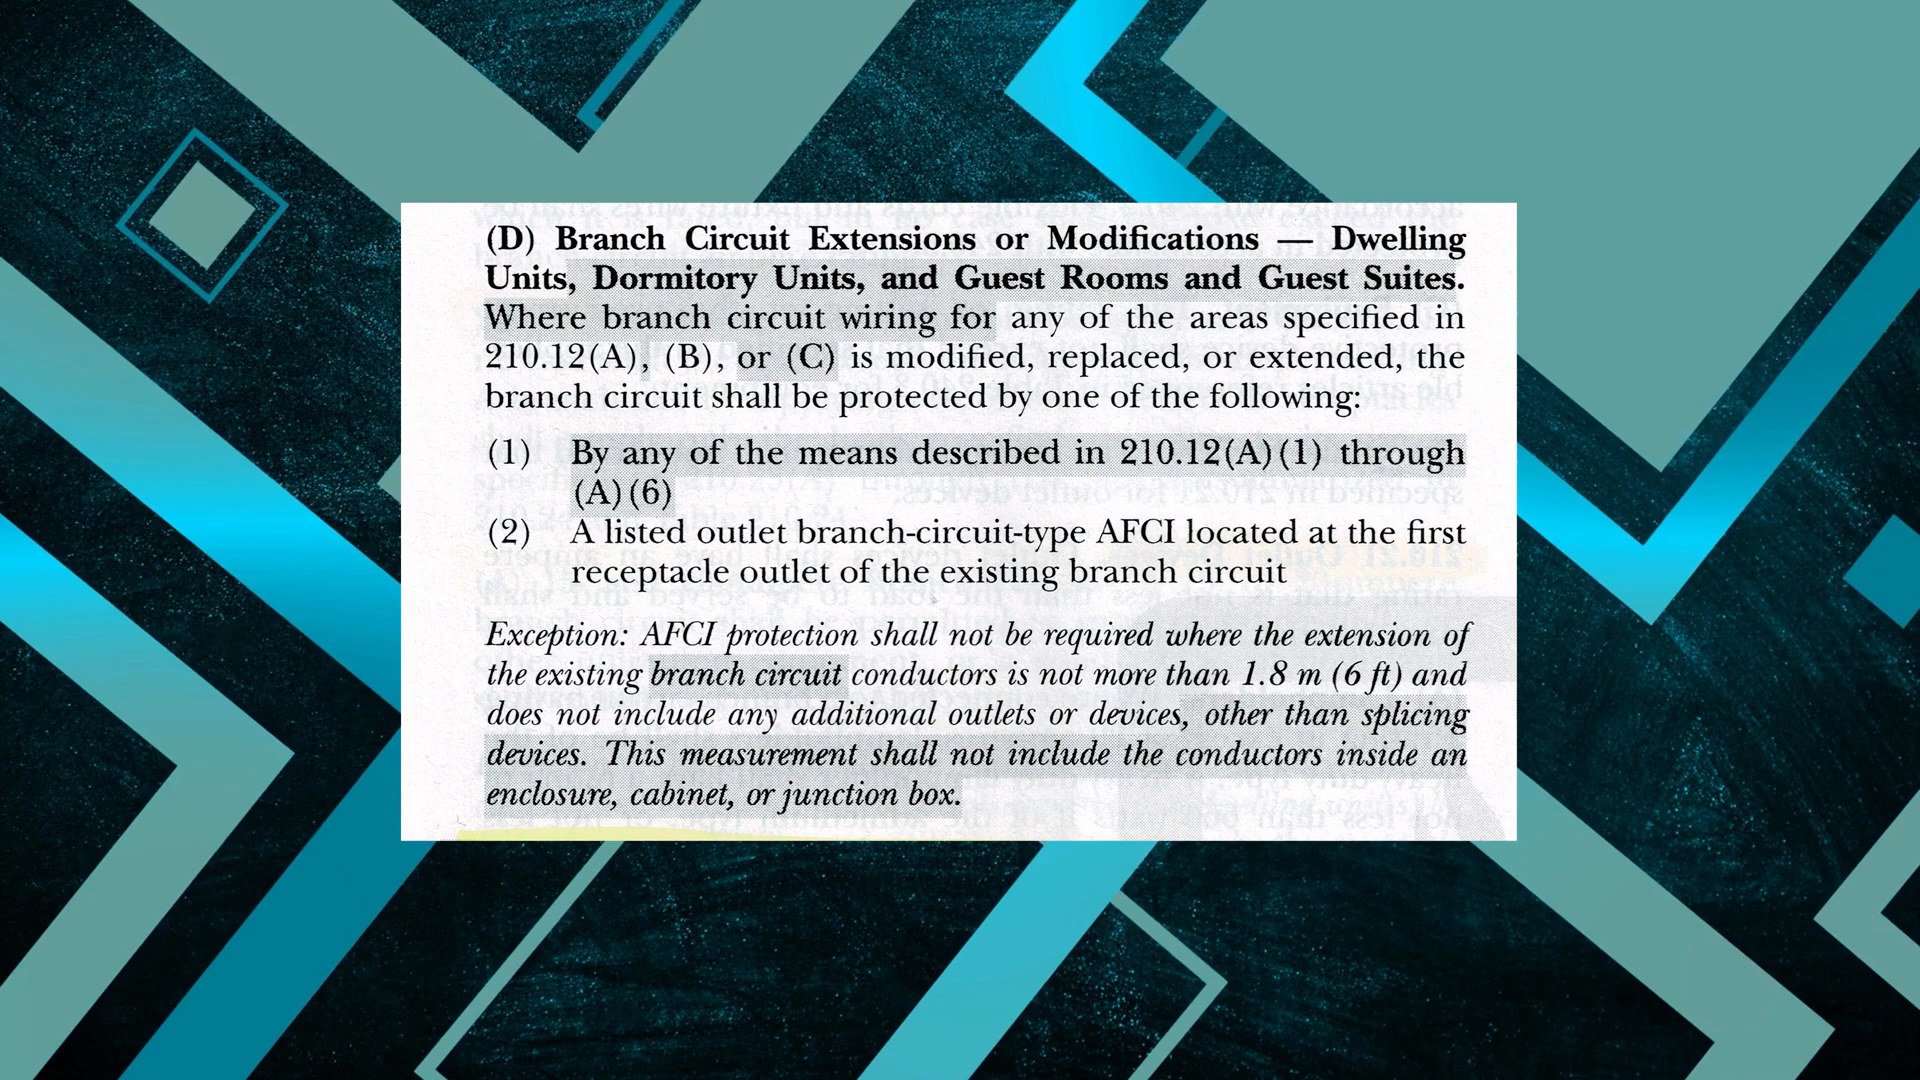 (D) Branch Circuit Extensions or Modifications — Dwelling
Units, Dormitory Units, and Guest Rooms and Guest Suites.
Where branch circuit wiring for any of the areas specified in
210.12(A), (B), or (C) is modified, replaced, or extended, the
branch circuit shall be protected by one of the following:
(1) By any of the means described in 210.12(A)(1) through
(A)(6)
(2) A listed outlet branch-circuit-type AFCI located at the first
receptacle outlet of the existing branch circuit
Exception: AFCI protection shall not be required where the extension of
the existing branch circuit conductors is not more than 1.8 m (6 ft) and
does not include any additional outlets or devices, other than splicing
devices. This measurement shall not include the conductors inside an
enclosure, cabinet, or junction box.